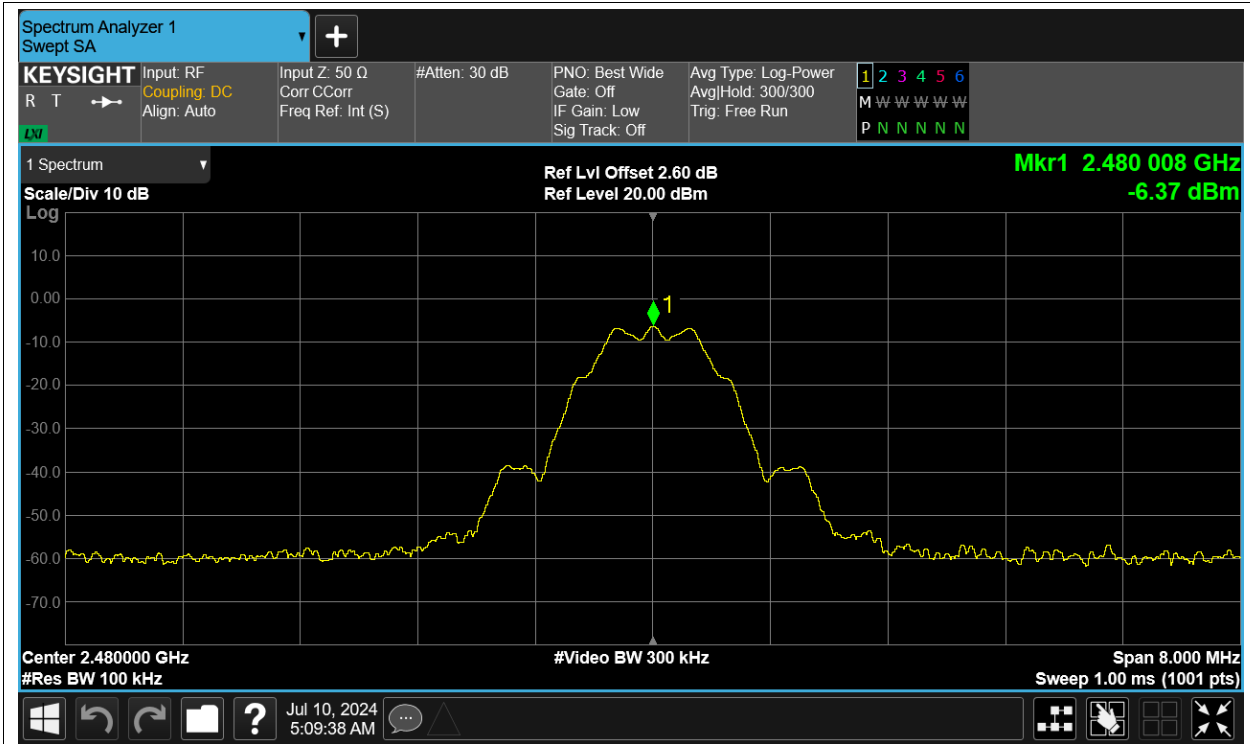 Spectrum Analyzer 1
Swept SA
KEYSIGHT
R T
LXI
Input: RF
Coupling: DC
Align: Auto
Input Z: 50 Ω
Corr CCorr
Freq Ref: Int (S)
#Atten: 30 dB
PNO: Best Wide
Gate: Off
IF Gain: Low
Sig Track: Off
Avg Type: Log-Power
Avg|Hold: 300/300
Trig: Free Run
1 2 3 4 5 6
M W W W W W
P N N N N N
1 Spectrum
Scale/Div 10 dB
Log
Ref Lvl Offset 2.60 dB
Ref Level 20.00 dBm
Mkr1 2.480 008 GHz
-6.37 dBm
10.0
0.00
1
-10.0
-20.0
-30.0
-40.0
-50.0
-60.0
-70.0
Center 2.480000 GHz
#Res BW 100 kHz
#Video BW 300 kHz
Span 8.000 MHz
Sweep 1.00 ms (1001 pts)
?
Jul 10, 2024
5:09:38 AM